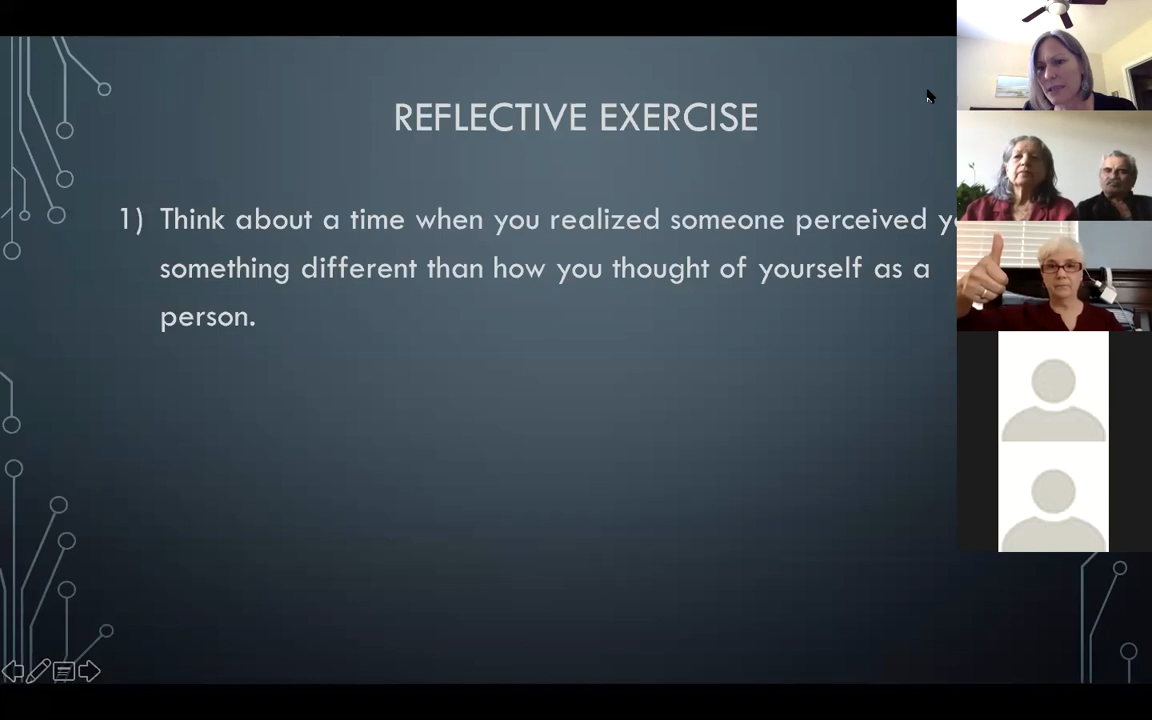 REFLECTIVE EXERCISE
1) Think about a time when you realized someone perceived
something different than how you thought of yourself as a
person.